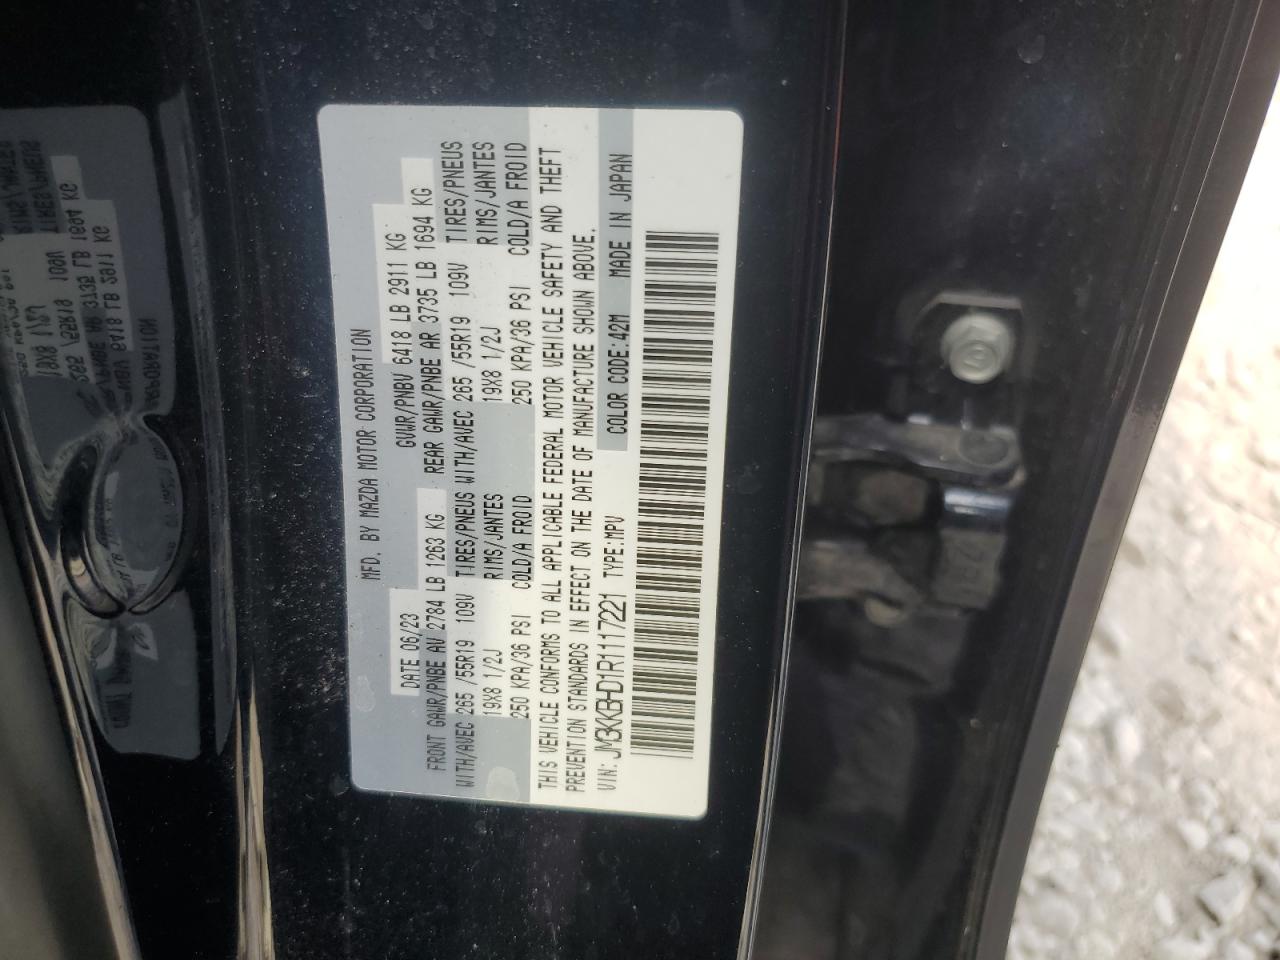 MFD. BY MAZDA MOTOR CORPORATION
DATE 06/23 GVWR/PNBV 6418 LB 2911 KG
FRONT GAWR/PNBE AV 2784 LB 1263 KG REAR GAWR/PNBE AR 3735 LB 1694 KG
WITH/AVEC 265 /55R19 109V TIRES/PNEUS WITH/AVEC 265 /55R19 109V TIRES/PNEUS
19X8 1/2J RIMS/JANTES 19X8 1/2J RIMS/JANTES
250 KPA/36 PSI COLD/A FROID 250 KPA/36 PSI COLD/A FROID
THIS VEHICLE CONFORMS TO ALL APPLICABLE FEDERAL MOTOR VEHICLE SAFETY AND THEFT
PREVENTION STANDARDS IN EFFECT ON THE DATE OF MANUFACTURE SHOWN ABOVE.
VIN: JM3KKBHD1R1117221 TYPE:MPV COLOR CODE:42M MADE IN JAPAN